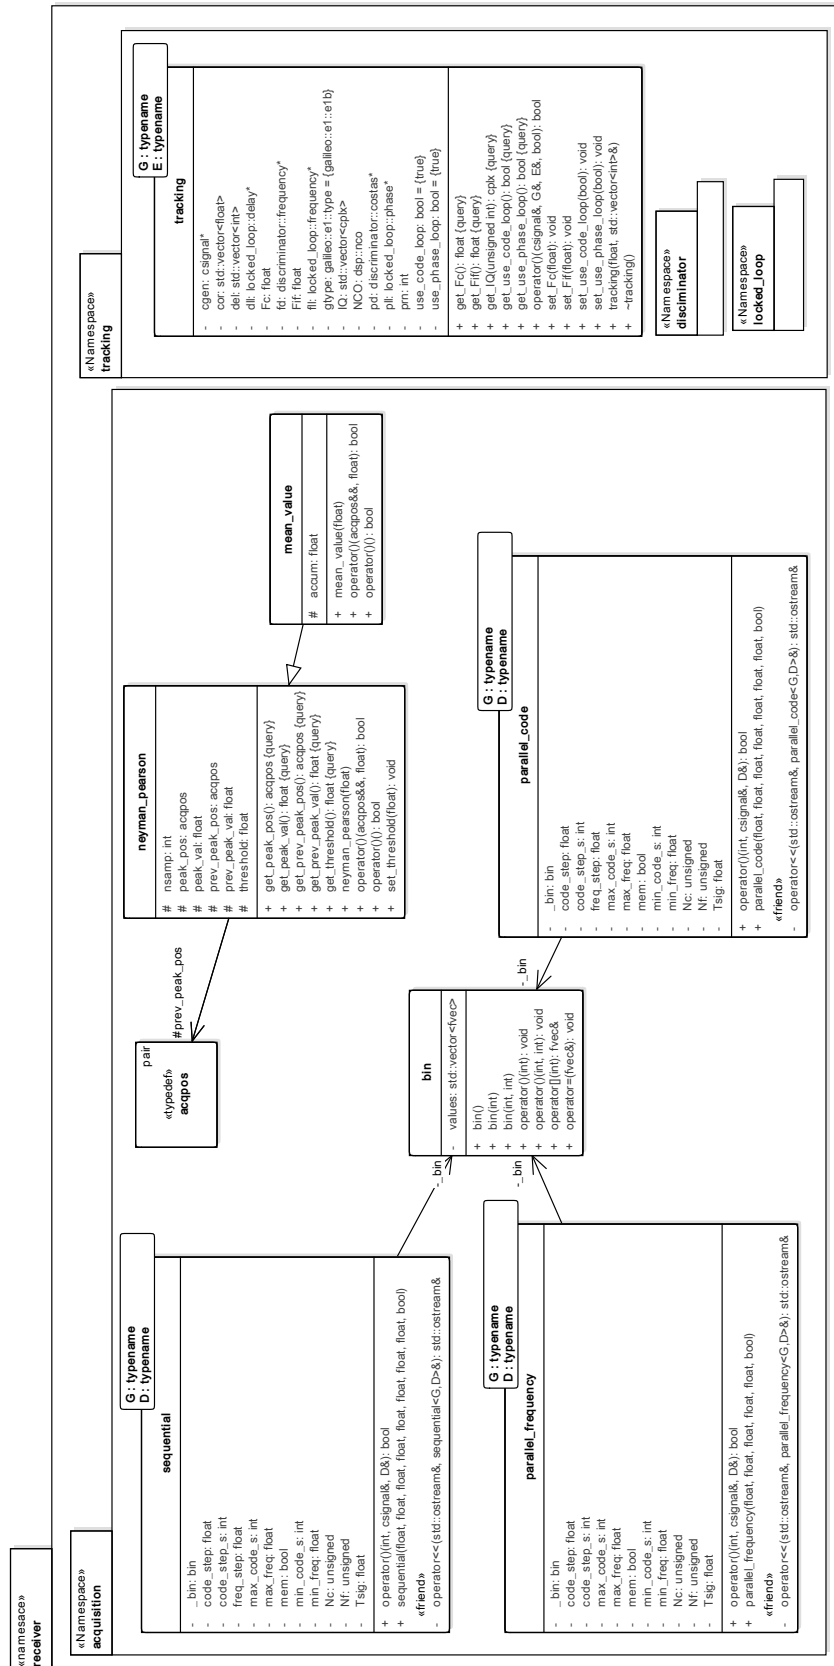 «namesace»
receiver
«Namespace»
acquisition
G : typename
D : typename
sequential
- _bin: bin
- code_step: float
- code_step_s: int
- freq_step: float
- max_code_s: int
- max_freq: float
- mem: bool
- min_code_s: int
- min_freq: float
- Nc: unsigned
- Nf: unsigned
- Tsig: float
+ operator()(int, csignal&, D&): bool
+ sequential(float, float, float, float, float, float, float, bool)
«friend»
- operator<<(std::ostream&, sequential<G,D>&): std::ostream&
G : typename
D : typename
parallel_frequency
- _bin: bin
- code_step: float
- code_step_s: int
- max_code_s: int
- max_freq: float
- mem: bool
- min_code_s: int
- min_freq: float
- Nc: unsigned
- Nf: unsigned
- Tsig: float
+ operator()(int, csignal&, D&): bool
+ parallel_frequency(float, float, float, float, float, bool)
«friend»
- operator<<(std::ostream&, parallel_frequency<G,D>&): std::ostream&
pair
«typedef»
acqpos
#prev_peak_pos
-_bin
-_bin
-_bin
bin
- values: std::vector<fvec>
+ bin()
+ bin(int)
+ bin(int, int)
+ operator()(int): void
+ operator()(int, int): void
+ operator[](int): fvec&
+ operator=(fvec&): void
neyman_pearson
# nsamp: int
# peak_pos: acqpos
# peak_val: float
# prev_peak_pos: acqpos
# prev_peak_val: float
# threshold: float
+ get_peak_pos(): acqpos {query}
+ get_peak_val(): float {query}
+ get_prev_peak_pos(): acqpos {query}
+ get_prev_peak_val(): float {query}
+ get_threshold(): float {query}
+ neyman_pearson(float)
+ operator()(acqpos&&, float): bool
+ operator()(): bool
+ set_threshold(float): void
mean_value
# accum: float
+ mean_value(float)
+ operator()(acqpos&&, float): bool
+ operator()(): bool
G : typename
D : typename
parallel_code
- _bin: bin
- code_step: float
- code_step_s: int
- freq_step: float
- max_code_s: int
- max_freq: float
- mem: bool
- min_code_s: int
- min_freq: float
- Nc: unsigned
- Nf: unsigned
- Tsig: float
+ operator()(int, csignal&, D&): bool
+ parallel_code(float, float, float, float, float, float, bool)
«friend»
- operator<<(std::ostream&, parallel_code<G,D>&): std::ostream&
«Namespace»
tracking
G : typename
E : typename
tracking
- cgen: csignal*
- cor: std::vector<float>
- del: std::vector<int>
- dll: locked_loop::delay*
- Fc: float
- fd: discriminator::frequency*
- Fif: float
- fll: locked_loop::frequency*
- gtype: galileo::e1::type = {galileo::e1::e1b}
- IQ: std::vector<cplx>
- NCO: dsp::nco
- pd: discriminator::costas*
- pll: locked_loop::phase*
- prn: int
- use_code_loop: bool = {true}
- use_phase_loop: bool = {true}
+ get_Fc(): float {query}
+ get_Fif(): float {query}
+ get_IQ(unsigned int): cplx {query}
+ get_use_code_loop(): bool {query}
+ get_use_phase_loop(): bool {query}
+ operator()(csignal&, G&, E&, bool): bool
+ set_Fc(float): void
+ set_Fif(float): void
+ set_use_code_loop(bool): void
+ set_use_phase_loop(bool): void
+ tracking(float, std::vector<int>&)
+ ~tracking()
«Namespace»
disciminator
«Namespace»
locked_loop